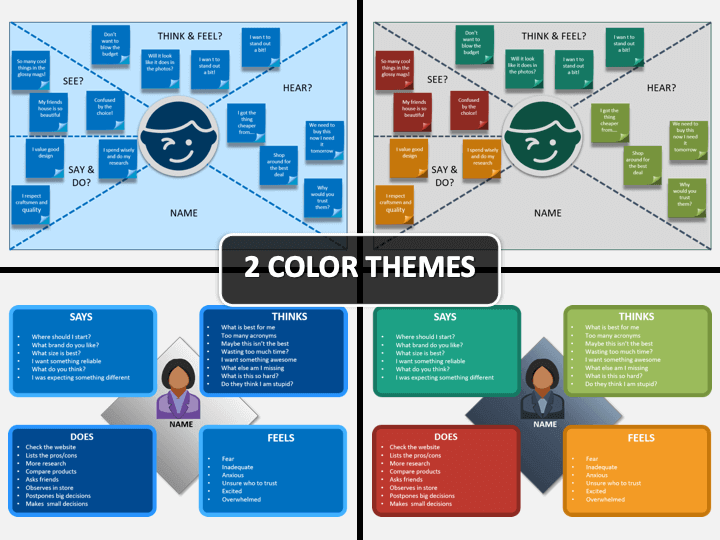 THINK & FEEL?
Don't
want to
blow the
budget
I wan t to
stand out
a bit!
So many cool
things in the
glossy mags!
Will it look
like it does in
the photos?
I wan t to
stand out
a bit!
SEE?
HEAR?
My friends
house is so
beautiful
Confused
by the
choice!
I got the
thing
cheaper
from....
We need to
buy this
now I need
it
tomorrow
I value good
design
I spend wisely
and do my
research
Shop
around for
the best
deal
SAY &
DO?
I respect
craftsmen and
quality
Why
would you
trust
them?
NAME
THINK & FEEL?
Don't
want to
blow the
budget
I wan t to
stand out
a bit!
So many cool
things in the
glossy mags!
Will it look
like it does in
the photos?
I wan t to
stand out
a bit!
SEE?
HEAR?
My friends
house is so
beautiful
Confused
by the
choice!
I got the
thing
cheaper
from....
We need to
buy this
now I need
it
tomorrow
I value good
design
I spend wisely
and do my
research
Shop
around for
the best
deal
SAY &
DO?
I respect
craftsmen and
quality
Why
would you
trust
them?
NAME
2 COLOR THEMES
SAYS
• Where should I start?
• What brand do you like?
• What size is best?
• I want something reliable
• What do you think?
• I was expecting something different
THINKS
• What is best for me
• Too many acronyms
• Maybe this isn't the best
• Wasting too much time?
• I want something awesome
• What else am I missing
• What is this so hard?
• Do they think I am stupid?
NAME
DOES
• Check the website
• Lists the pros/cons
• More research
• Compare products
• Asks friends
• Observes in store
• Postpones big decisions
• Makes small decisions
FEELS
• Fear
• Inadequate
• Anxious
• Unsure who to trust
• Excited
• Overwhelmed
SAYS
• Where should I start?
• What brand do you like?
• What size is best?
• I want something reliable
• What do you think?
• I was expecting something different
THINKS
• What is best for me
• Too many acronyms
• Maybe this isn't the best
• Wasting too much time?
• I want something awesome
• What else am I missing
• What is this so hard?
• Do they think I am stupid?
NAME
DOES
• Check the website
• Lists the pros/cons
• More research
• Compare products
• Asks friends
• Observes in store
• Postpones big decisions
• Makes small decisions
FEELS
• Fear
• Inadequate
• Anxious
• Unsure who to trust
• Excited
• Overwhelmed